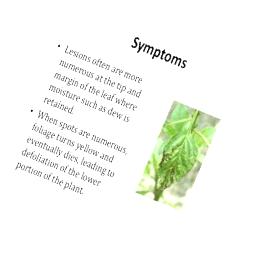 Symptoms
• Lesions often are more
numerous at the tip and
margin of the leaf where
moisture such as dew is
retained.
• When spots are numerous,
foliage turns yellow and
eventually dies, leading to
defoliation of the lower
portion of the plant.